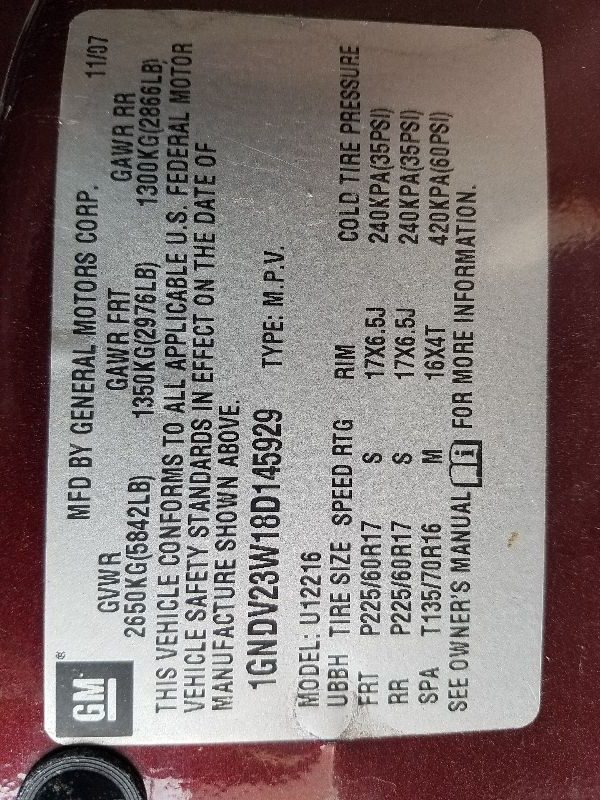 GM ®
MFD BY GENERAL MOTORS CORP. 11/07
GVWR GAWR FRT GAWR RR
2650KG(5842LB) 1350KG(2976LB) 1300KG(2866LB)
THIS VEHICLE CONFORMS TO ALL APPLICABLE U.S. FEDERAL MOTOR
VEHICLE SAFETY STANDARDS IN EFFECT ON THE DATE OF
MANUFACTURE SHOWN ABOVE.
1GNDV23W18D145929 TYPE: M.P.V.
MODEL: U12216
UBBH TIRE SIZE SPEED RTG RIM COLD TIRE PRESSURE
FRT P225/60R17 S 17X6.5J 240KPA(35PSI)
RR P225/60R17 S 17X6.5J 240KPA(35PSI)
SPA T135/70R16 M 16X4T 420KPA(60PSI)
SEE OWNER'S MANUAL i FOR MORE INFORMATION.